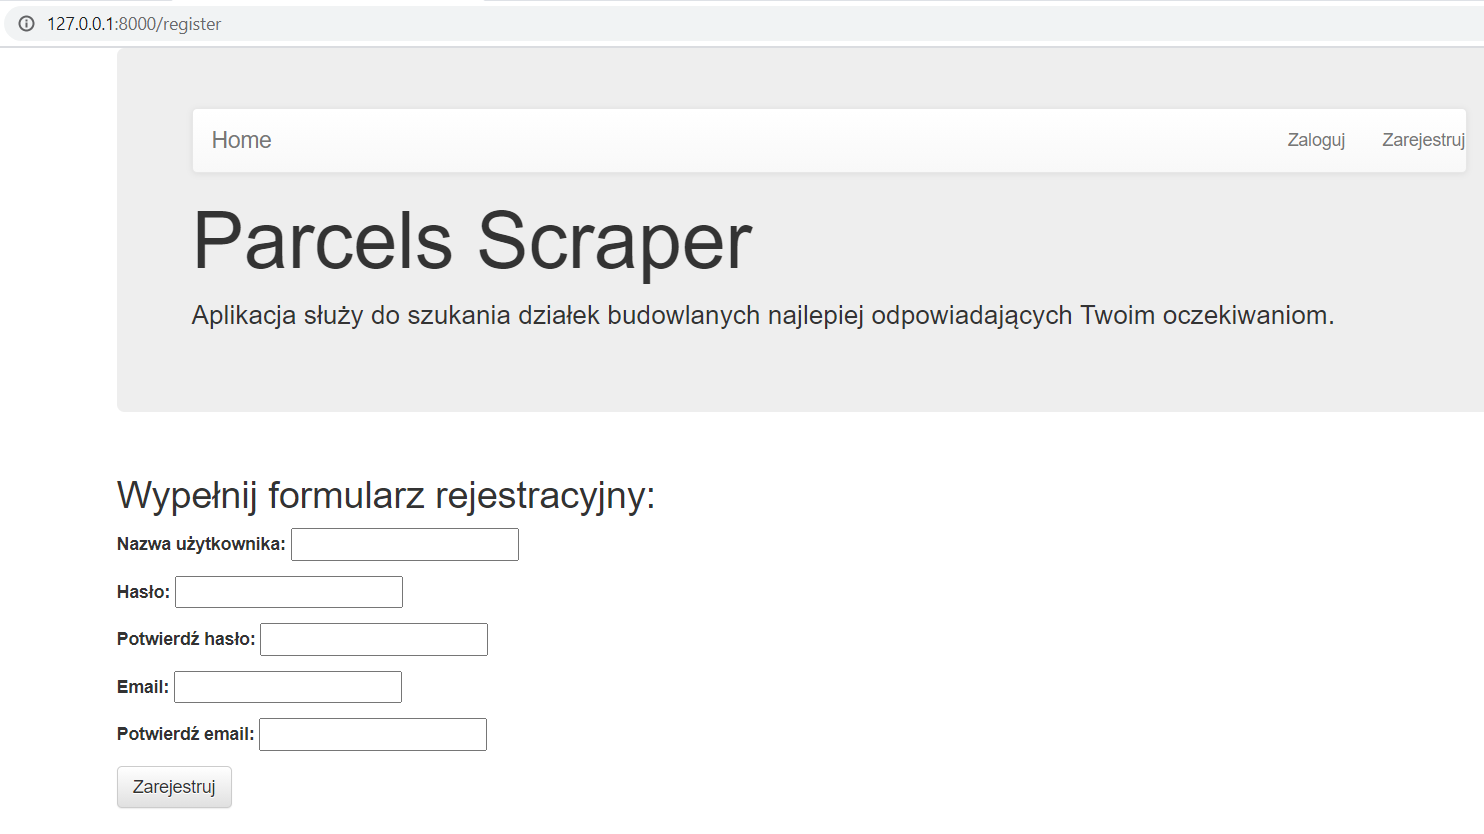 127.0.0.1:8000/register
Home Zaloguj Zarejestruj
Parcels Scraper
Aplikacja służy do szukania działek budowlanych najlepiej odpowiadających Twoim oczekiwaniom.
Wypełnij formularz rejestracyjny:
Nazwa użytkownika:
Hasło:
Potwierdź hasło:
Email:
Potwierdź email:
Zarejestruj